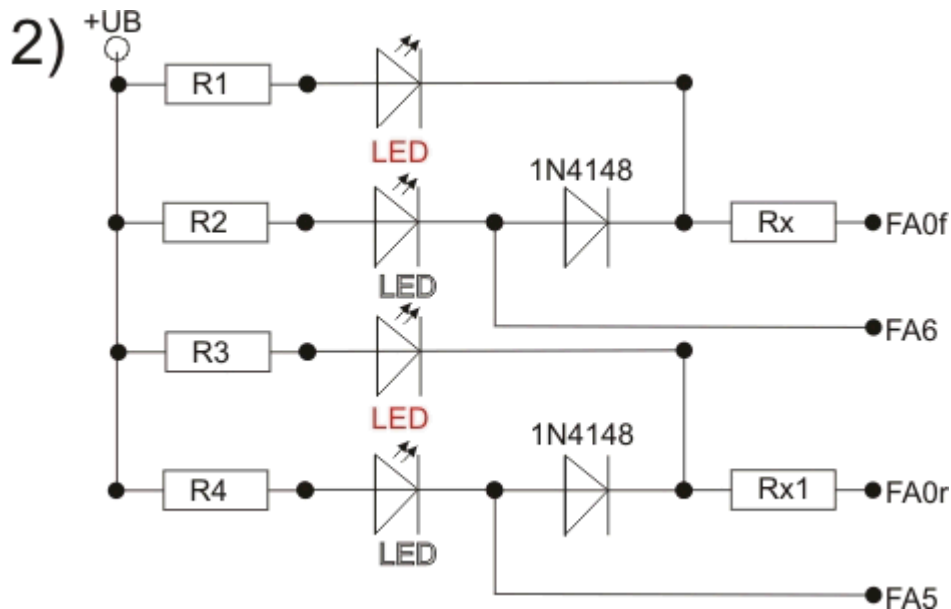 2)
+UB
R1
LED
1N4148
R2
LED
Rx
FA0f
FA6
R3
LED
1N4148
R4
LED
Rx1
FA0r
FA5